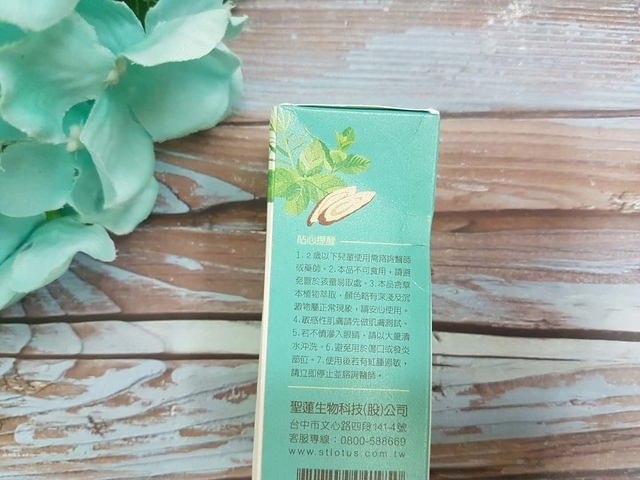 貼心提醒
1.2歲以下兒童使用需諮詢醫師
或藥師。2.本品不可食用，請避
免置於孩童易取處。3.本品含草
本植物萃取，顏色略有深淺及沉
澱物屬正常現象，請安心使用。
4.敏感性肌膚請先做肌膚測試。
5.若不慎滲入眼睛，請以大量清
水沖洗。6.避免用於傷口或發炎
部位。7.使用後若有紅腫過敏，
請立即停止並諮詢醫師。
聖蓮生物科技(股)公司
台中市文心路四段141-4號
客服專線：0800-588669
www.stlotus.com.tw